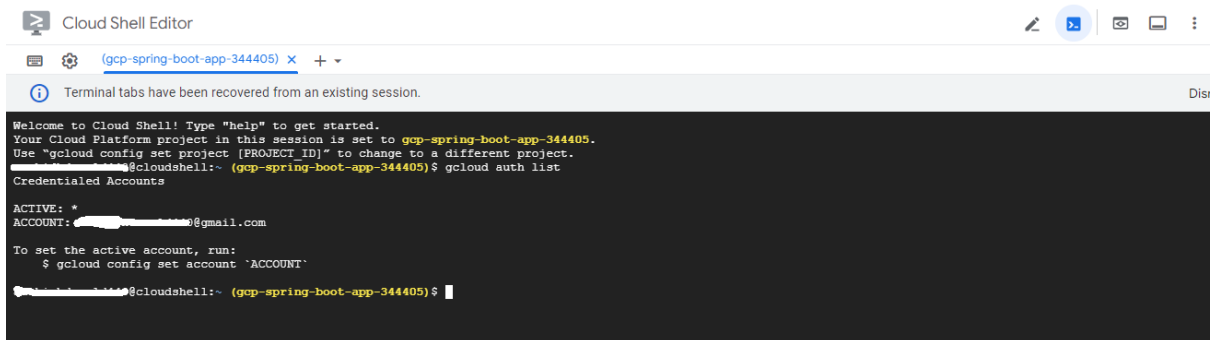 Cloud Shell Editor
(gcp-spring-boot-app-344405)
Terminal tabs have been recovered from an existing session.
Welcome to Cloud Shell! Type "help" to get started.
Your Cloud Platform project in this session is set to gcp-spring-boot-app-344405.
Use “gcloud config set project [PROJECT_ID]” to change to a different project.
@cloudshell:~ (gcp-spring-boot-app-344405)$ gcloud auth list
Credentialed Accounts
ACTIVE: *
ACCOUNT: @gmail.com
To set the active account, run:
$ gcloud config set account `ACCOUNT`
@cloudshell:~ (gcp-spring-boot-app-344405)$